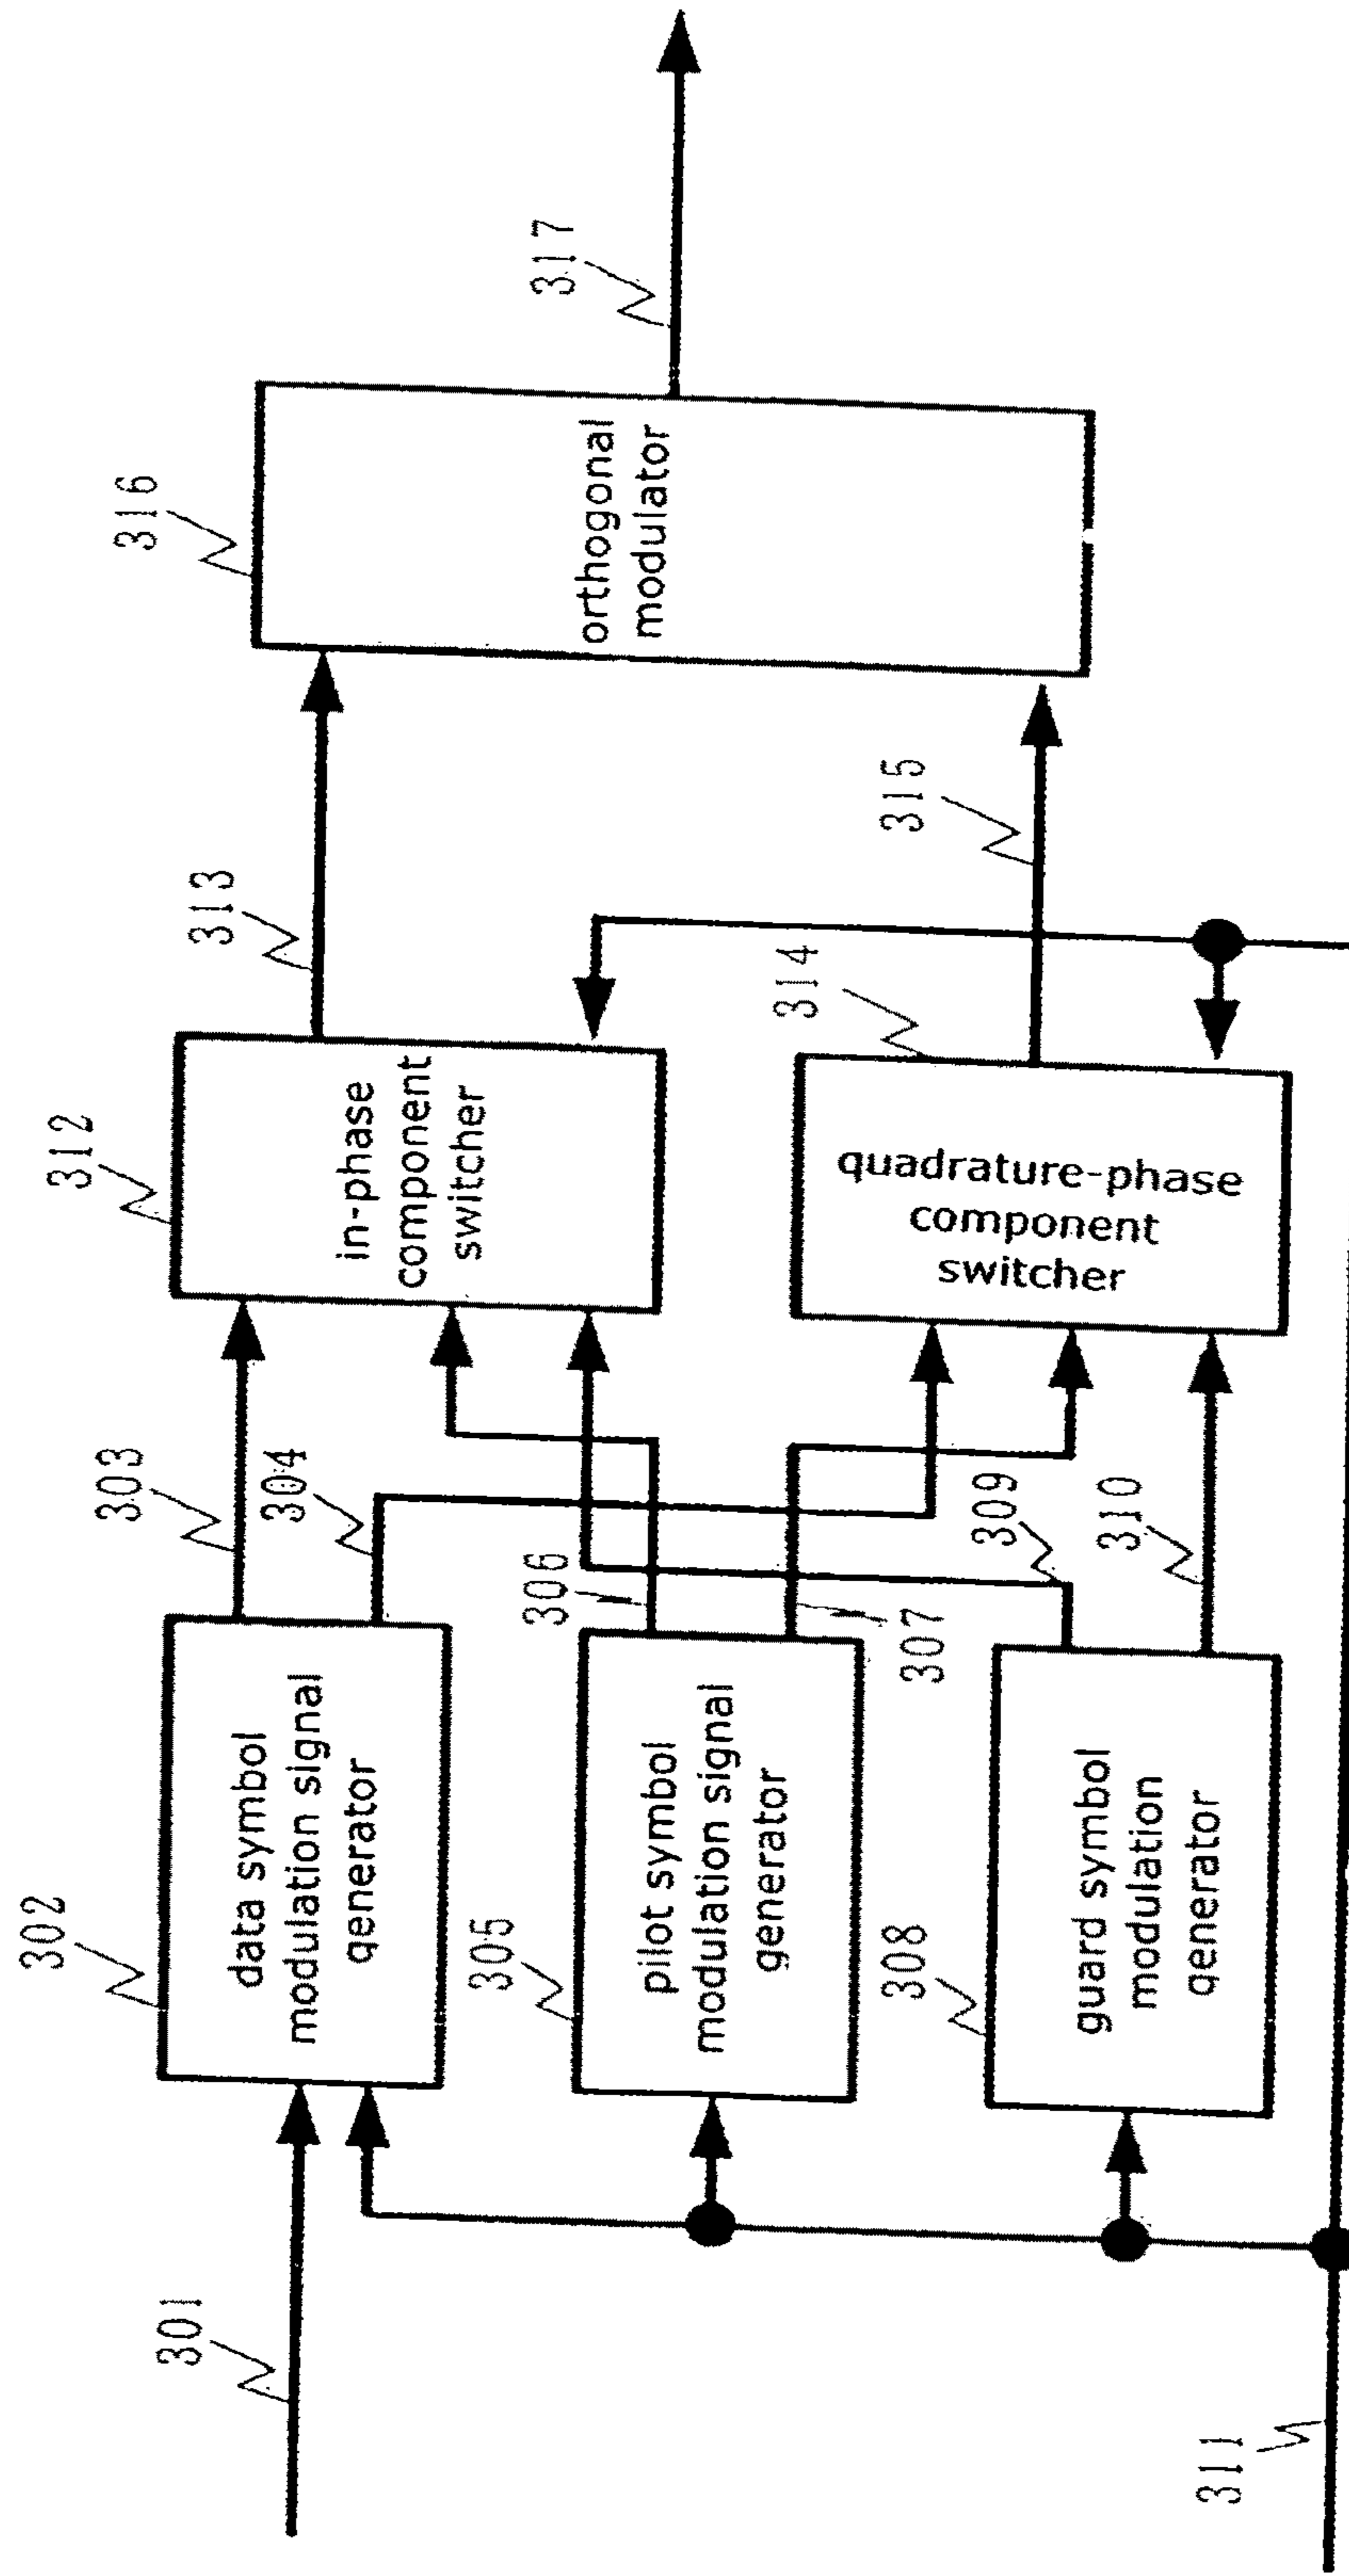 301
302
data symbol
modulation signal
generator
303
304
305
pilot symbol
modulation signal
generator
306
307
308
guard symbol
modulation
generator
309
310
311
312
in-phase
component
switcher
313
314
quadrature-phase
component
switcher
315
316
orthogonal
modulator
317